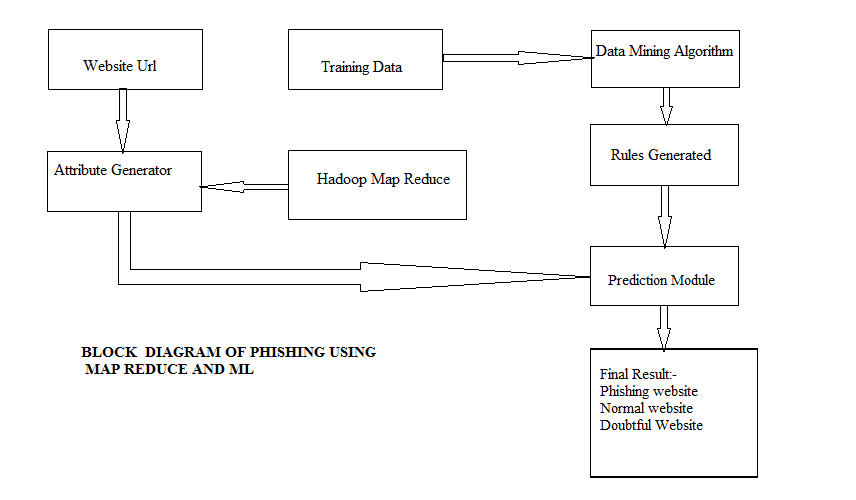 Website Url
Training Data
Data Mining Algorithm
Attribute Generator
Hadoop Map Reduce
Rules Generated
Prediction Module
BLOCK DIAGRAM OF PHISHING USING
MAP REDUCE AND ML
Final Result:-
Phishing website
Normal website
Doubtful Website